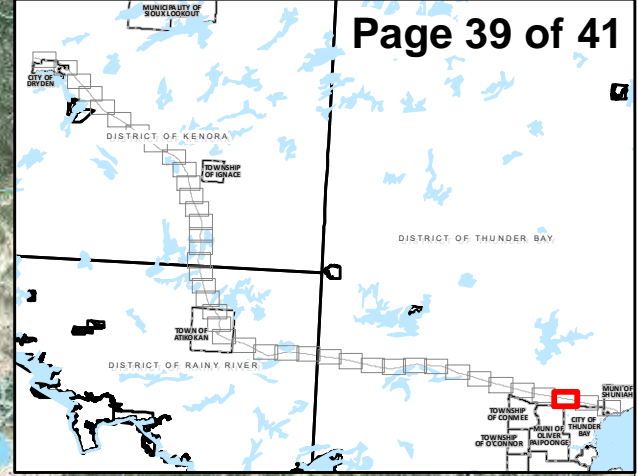 MUNICIPALITY OF
SIOUX LOOKOUT
Page 39 of 41
CITY OF
DRYDEN
DISTRICT OF KENORA
TOWNSHIP
OF IGNACE
DISTRICT OF THUNDER BAY
TOWN OF
ATIKOKAN
DISTRICT OF RAINY RIVER
MUNI OF
SHUNIAH
TOWNSHIP
OF CONMEE
CITY OF
THUNDER
BAY
MUNI OF
OLIVER
PAIPOONGE
TOWNSHIP
OF O'CONNOR